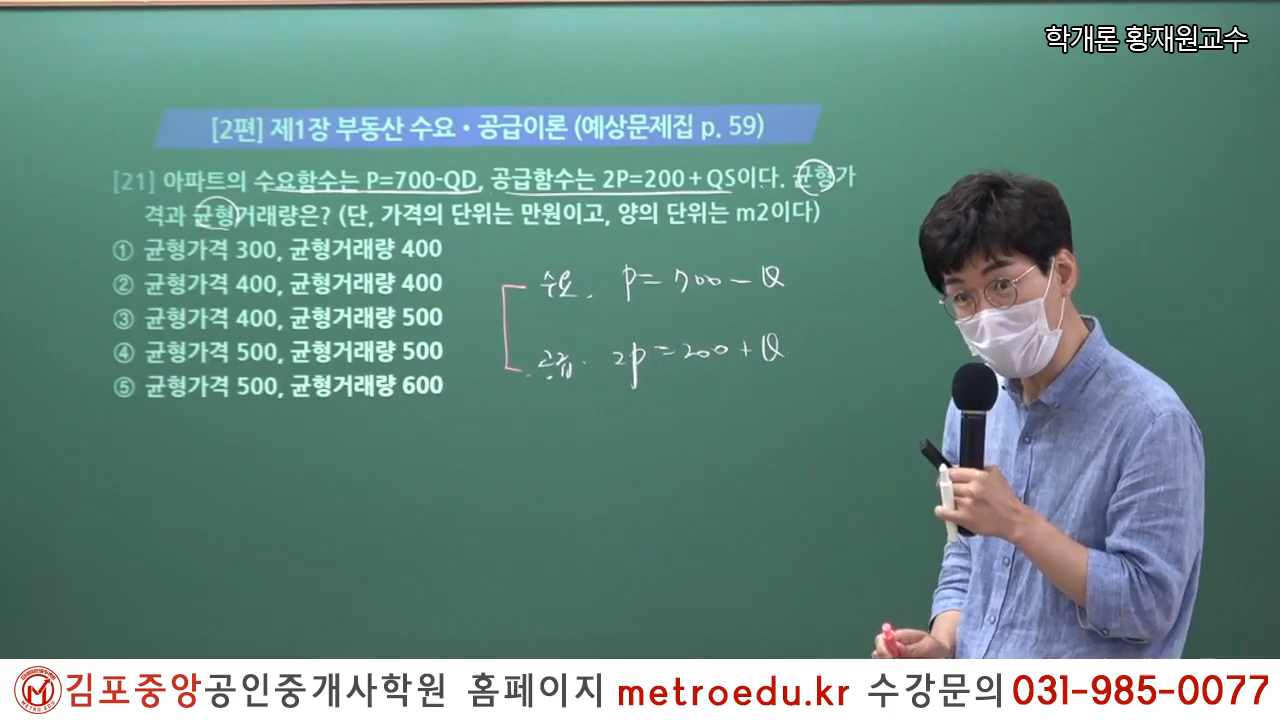 학개론 황재원교수
[2편] 제1장 부동산 수요·공급이론 (예상문제집 p. 59)
[21] 아파트의 수요함수는 P=700-QD, 공급함수는 2P=200+QS이다. 균형가
격과 균형거래량은? (단, 가격의 단위는 만원이고, 양의 단위는 m2이다)
① 균형가격 300, 균형거래량 400
② 균형가격 400, 균형거래량 400
③ 균형가격 400, 균형거래량 500
④ 균형가격 500, 균형거래량 500
⑤ 균형가격 500, 균형거래량 600
수요. P=700-Q
공급. 2P=200+Q
김포중앙공인중개사학원 홈페이지 metroedu.kr 수강문의 031-985-0077